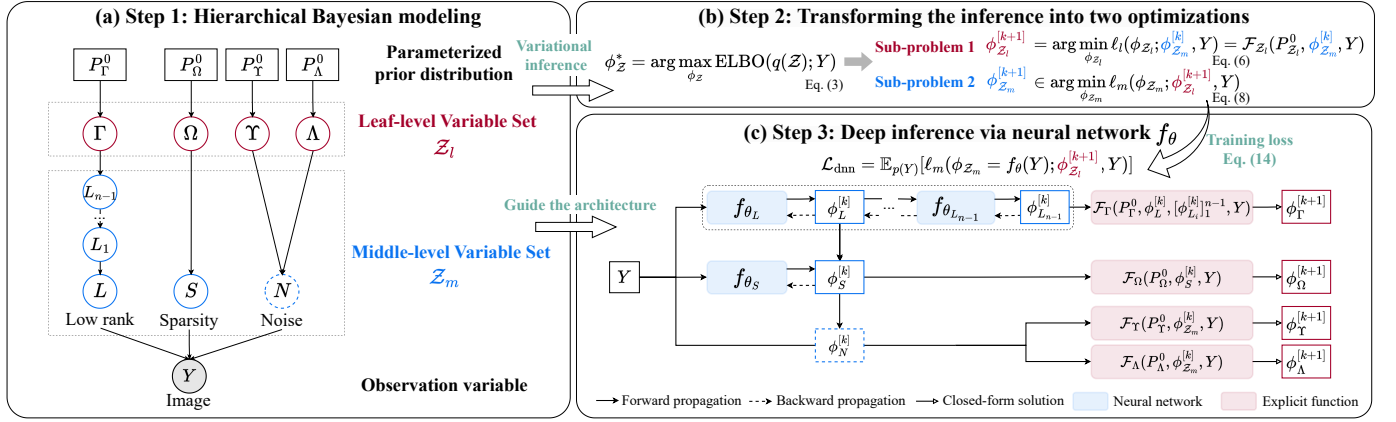 (a) Step 1: Hierarchical Bayesian modeling
P_Γ^0 P_Ω^0 P_Υ^0 P_Λ^0
Parameterized
prior distribution
Γ Ω Υ Λ
Leaf-level Variable Set
𝒵_l
L_{n-1}
...
L_1
Middle-level Variable Set
𝒵_m
L S N
Low rank Sparsity Noise
Y
Image
Observation variable
Variational
inference
Guide the architecture
(b) Step 2: Transforming the inference into two optimizations
ϕ_𝒵^* = arg max_{ϕ_𝒵} ELBO(q(𝒵); Y)
Eq. (3)
Sub-problem 1 ϕ_{𝒵_l}^{[k+1]} = arg min_{ϕ_{𝒵_l}} ℓ_l(ϕ_{𝒵_l}; ϕ_{𝒵_m}^{[k]}, Y) = ℱ_{𝒵_l}(P_{𝒵_l}^0, ϕ_{𝒵_m}^{[k]}, Y)
Eq. (6)
Sub-problem 2 ϕ_{𝒵_m}^{[k+1]} ∈ arg min_{ϕ_{𝒵_m}} ℓ_m(ϕ_{𝒵_m}; ϕ_{𝒵_l}^{[k+1]}, Y)
Eq. (8)
(c) Step 3: Deep inference via neural network f_θ
Training loss
Eq. (14)
ℒ_dnn = 𝔼_{p(Y)}[ℓ_m(ϕ_{𝒵_m} = f_θ(Y); ϕ_{𝒵_l}^{[k+1]}, Y)]
f_{θ_L} ϕ_L^{[k]} ... f_{θ_{L_{n-1}}} ϕ_{L_{n-1}}^{[k]} ℱ_Γ(P_Γ^0, ϕ_L^{[k]}, [ϕ_{L_i}^{[k]}]_1^{n-1}, Y) ϕ_Γ^{[k+1]}
Y f_{θ_S} ϕ_S^{[k]} ℱ_Ω(P_Ω^0, ϕ_S^{[k]}, Y) ϕ_Ω^{[k+1]}
ℱ_Υ(P_Υ^0, ϕ_{𝒵_m}^{[k]}, Y) ϕ_Υ^{[k+1]}
ϕ_N^{[k]}
ℱ_Λ(P_Λ^0, ϕ_{𝒵_m}^{[k]}, Y) ϕ_Λ^{[k+1]}
Forward propagation Backward propagation Closed-form solution Neural network Explicit function